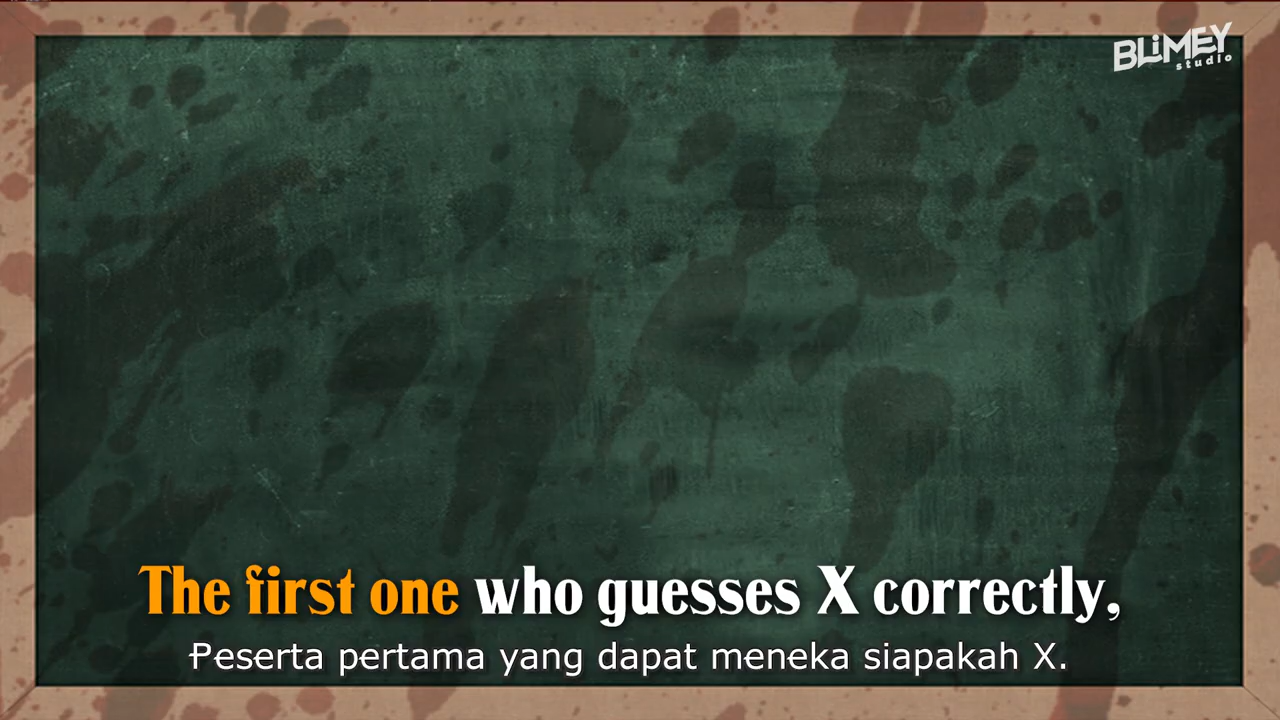 BLiMEY
studio
The first one who guesses X correctly,
Peserta pertama yang dapat meneka siapakah X.